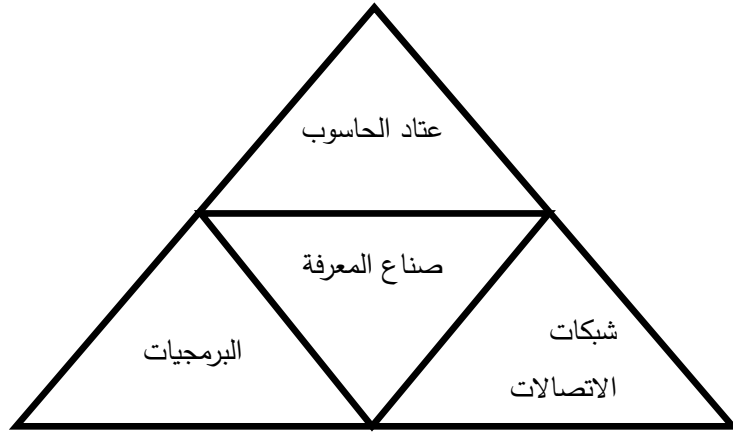 عتاد الحاسوب
صناع المعرفة
شبكات
الاتصالات
البرمجيات